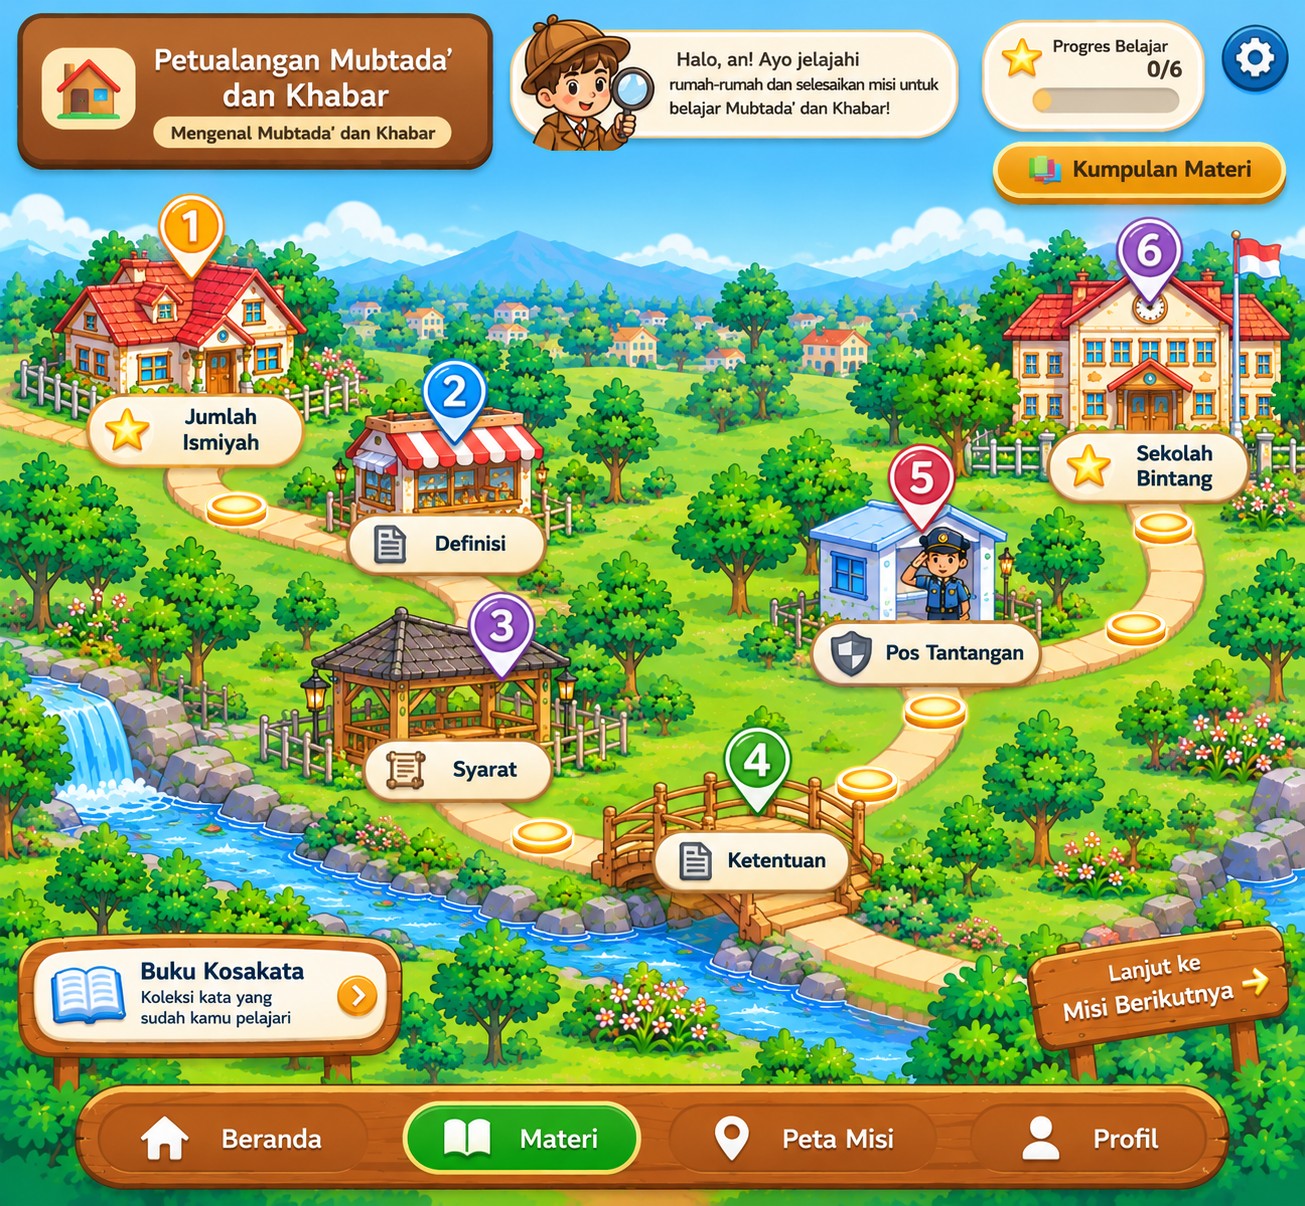 Petualangan Mubtada’
dan Khabar
Mengenal Mubtada’ dan Khabar
Halo, an! Ayo jelajahi
rumah-rumah dan selesaikan misi untuk
belajar Mubtada’ dan Khabar!
Progres Belajar
0/6
Kumpulan Materi
1
Jumlah
Ismiyah
2
Definisi
3
Syarat
4
Ketentuan
5
Pos Tantangan
6
Sekolah
Bintang
Buku Kosakata
Koleksi kata yang
sudah kamu pelajari
Lanjut ke
Misi Berikutnya
Beranda
Materi
Peta Misi
Profil